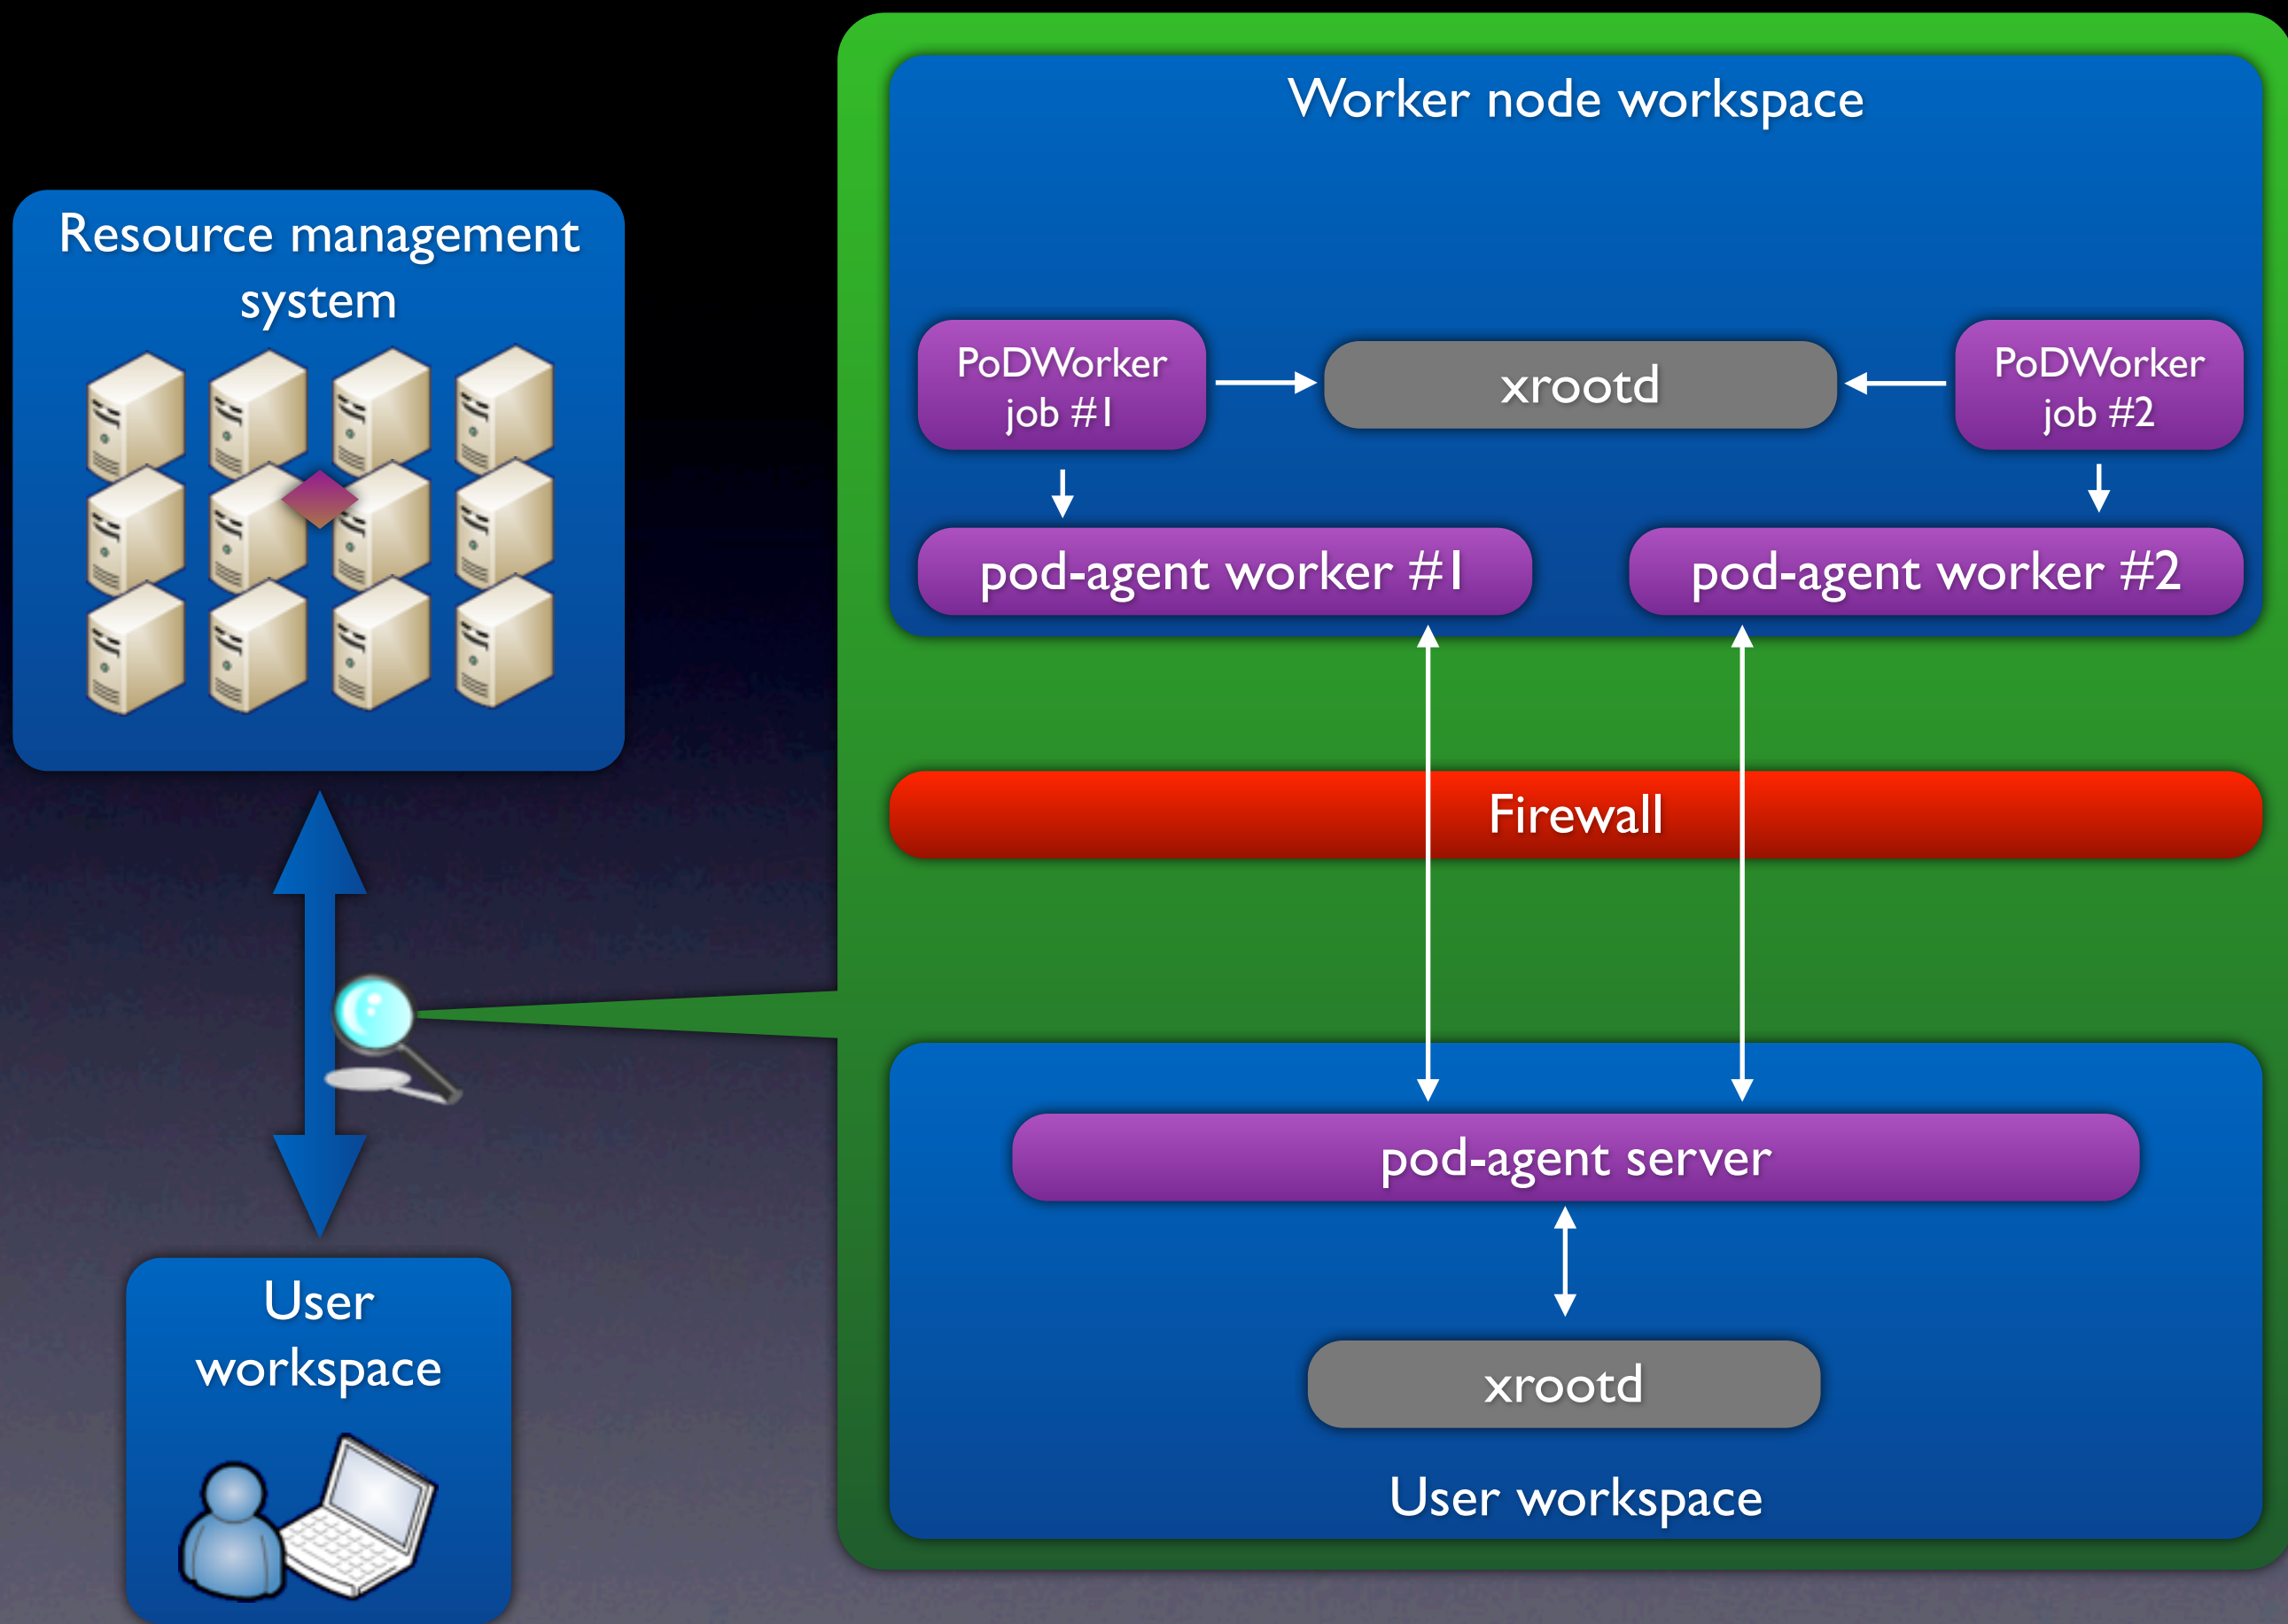 Resource management
system
User
workspace
Worker node workspace
PoDWorker
job #1
xrootd
PoDWorker
job #2
pod-agent worker #1
pod-agent worker #2
Firewall
pod-agent server
xrootd
User workspace